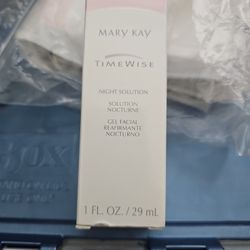 MARY KAY
TIMEWISE
NIGHT SOLUTION
SOLUTION
NOCTURNE
GEL FACIAL
REAFIRMANTE
NOCTURNO
1 FL. OZ. / 29 mL